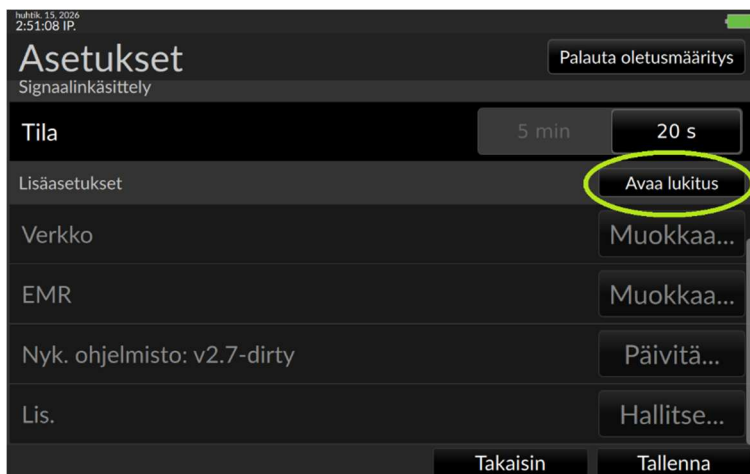 huhtik. 15, 2026
2:51:08 IP.
Asetukset
Palauta oletusmääritys
Signaalinkäsittely
Tila 5 min 20 s
Lisäasetukset Avaa lukitus
Verkko Muokkaa...
EMR Muokkaa...
Nyk. ohjelmisto: v2.7-dirty Päivitä...
Lis. Hallitse...
Takaisin Tallenna